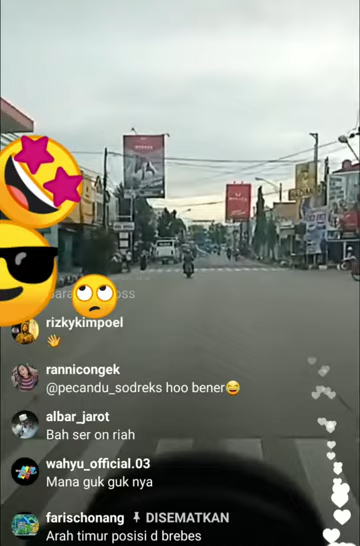 rizkykimpoel
👋
rannicongek
@pecandu_sodreks hoo bener😅
albar_jarot
Bah ser on riah
wahyu_official.03
Mana guk guk nya
farischonang DISEMATKAN
Arah timur posisi d brebes